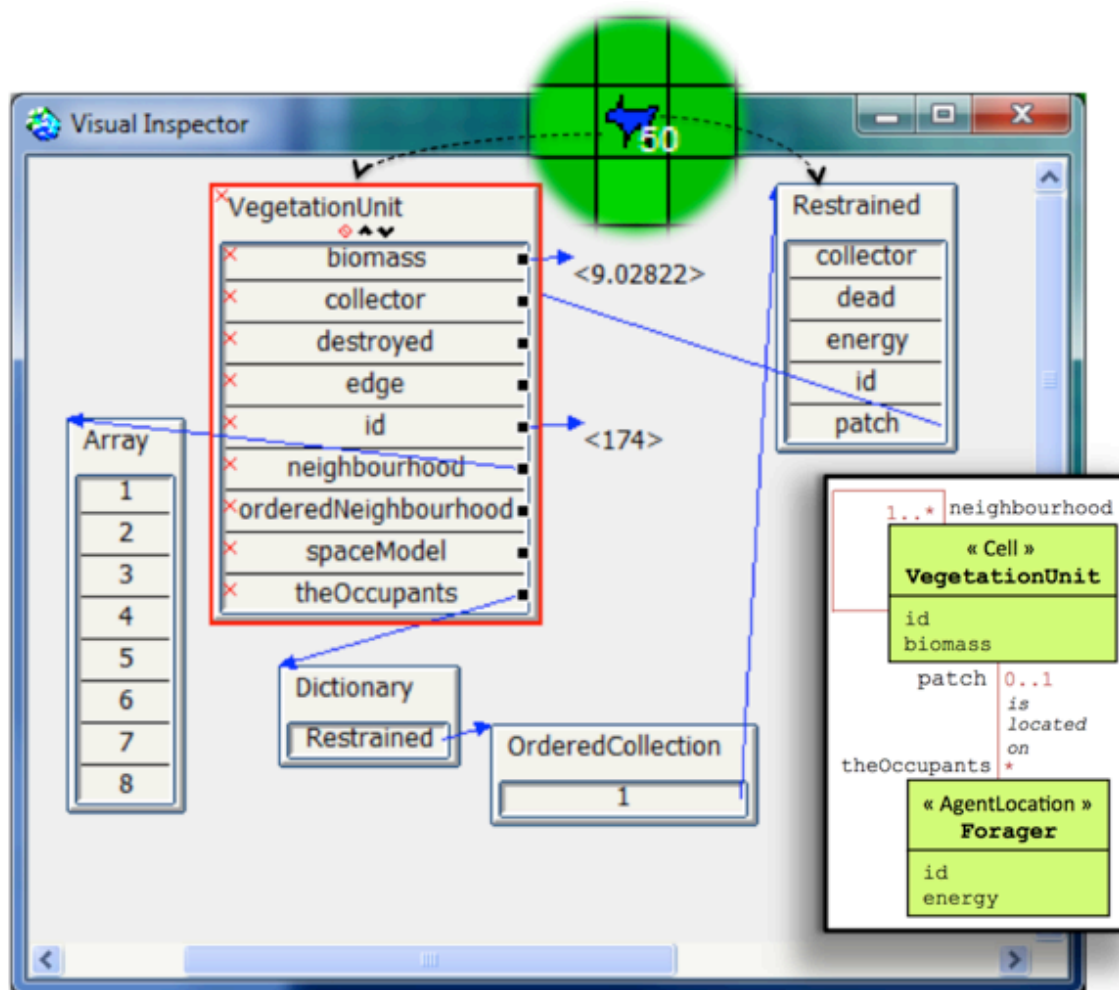 Visual Inspector
50
VegetationUnit
biomass
collector
destroyed
edge
id
neighbourhood
orderedNeighbourhood
spaceModel
theOccupants
<9.02822>
<174>
Restrained
collector
dead
energy
id
patch
Array
1
2
3
4
5
6
7
8
Dictionary
Restrained
OrderedCollection
1
1..* neighbourhood
« Cell »
VegetationUnit
id
biomass
patch 0..1
is
located
on
theOccupants *
« AgentLocation »
Forager
id
energy